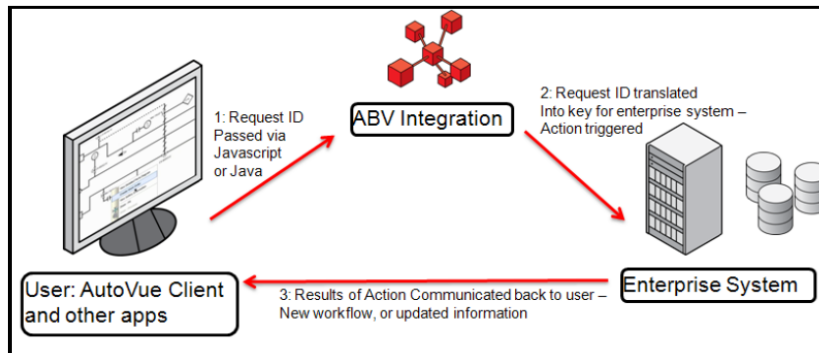 1: Request ID
Passed via
Javascript
or Java
ABV Integration
2: Request ID translated
Into key for enterprise system –
Action triggered
User: AutoVue Client
and other apps
3: Results of Action Communicated back to user –
New workflow, or updated information
Enterprise System